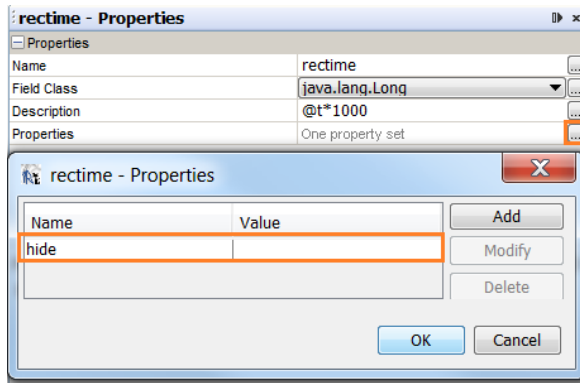 rectime - Properties
Properties
Name rectime ...
Field Class java.lang.Long ...
Description @t*1000 ...
Properties One property set ...
rectime - Properties
Name Value Add
hide Modify
Delete
OK Cancel